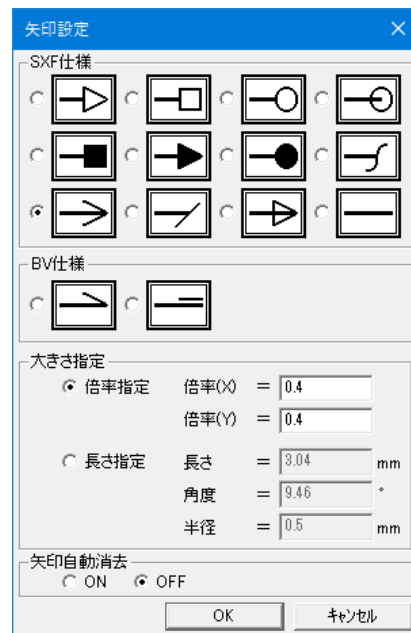 矢印設定
SXF仕様
BV仕様
大きさ指定
倍率指定 倍率(X) = 0.4
倍率(Y) = 0.4
長さ指定 長さ = 3.04 mm
角度 = 9.46 °
半径 = 0.5 mm
矢印自動消去
ON OFF
OK キャンセル